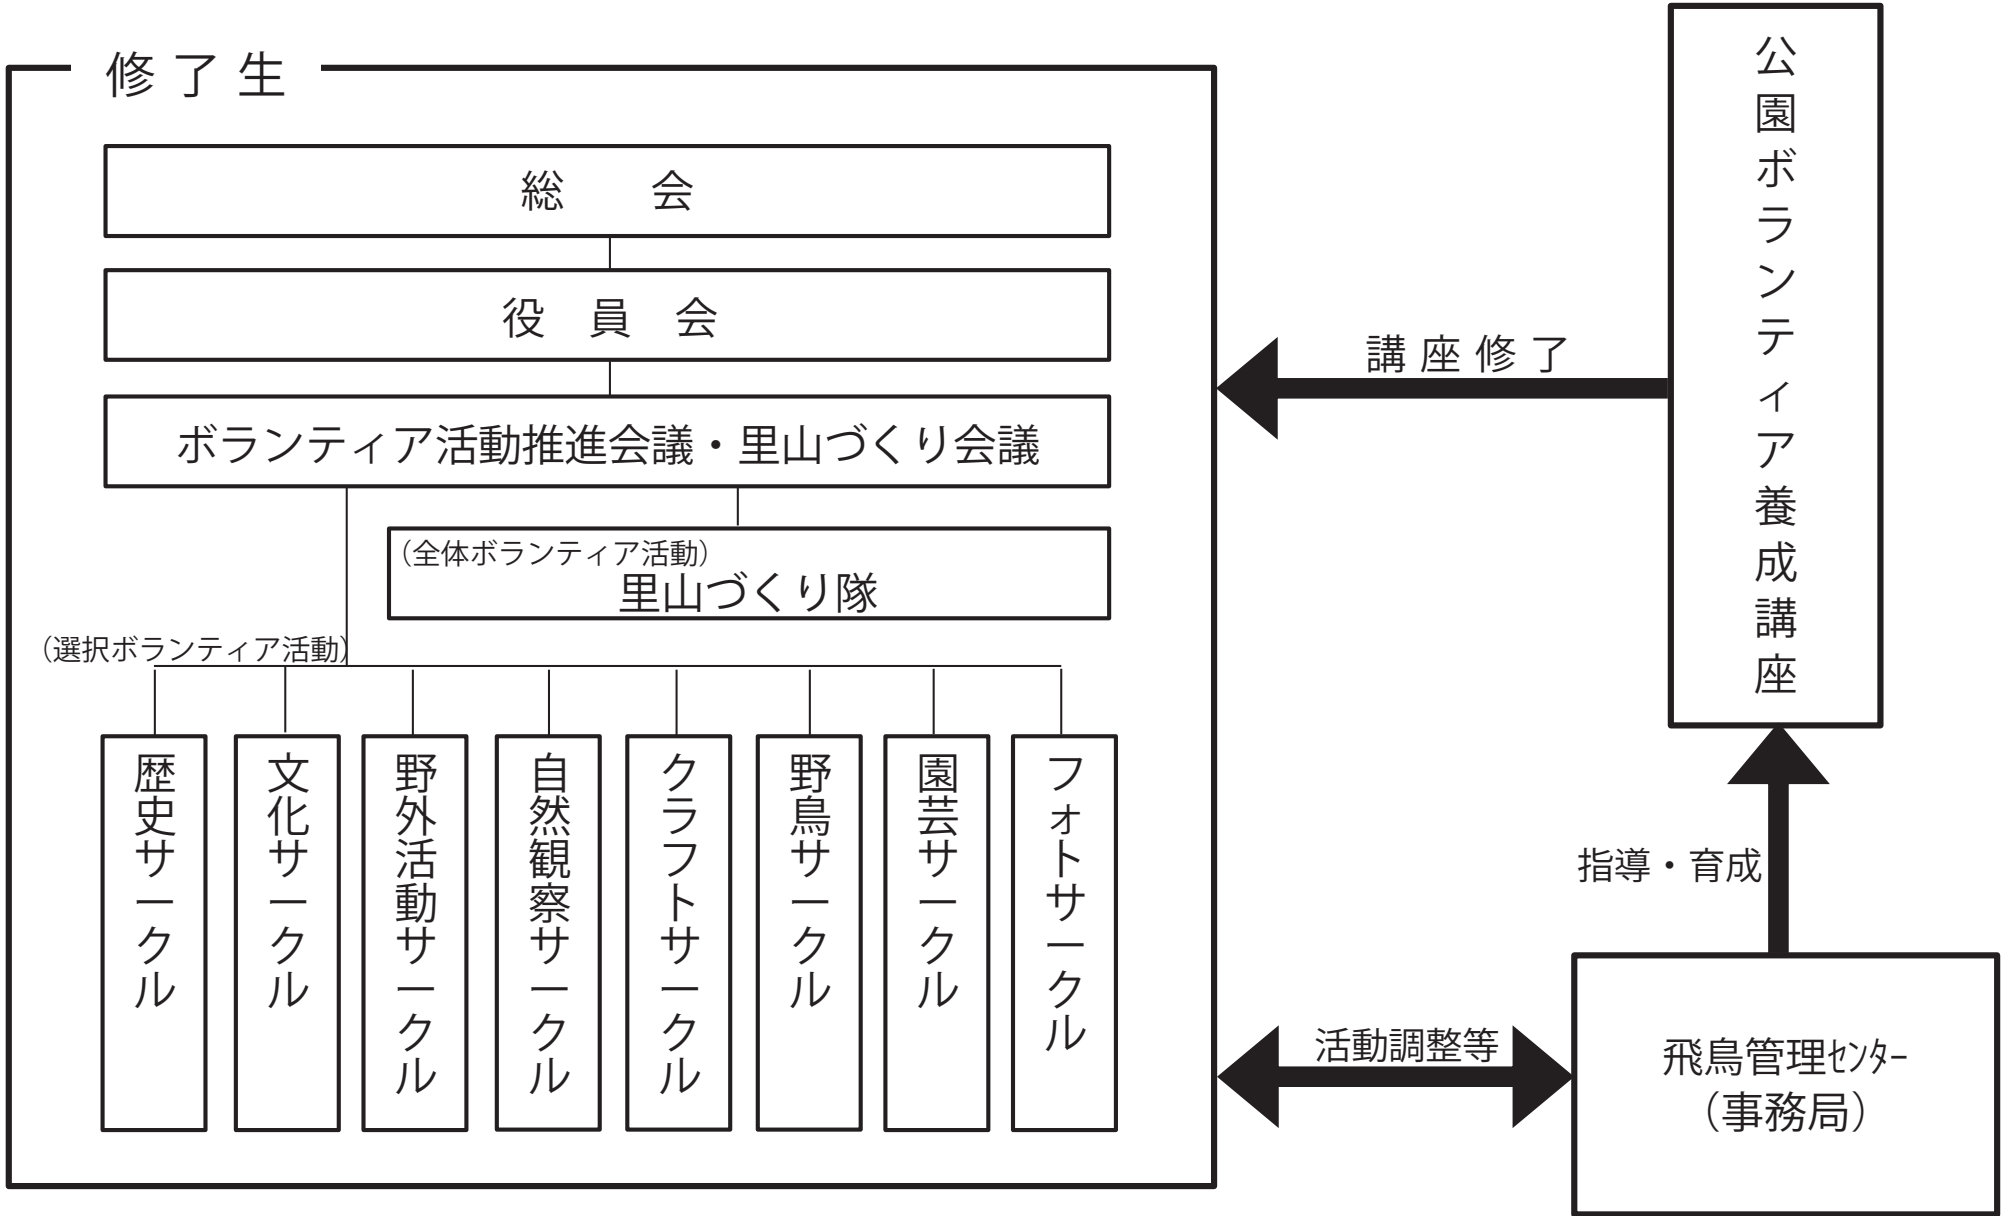 修了生
総　会
役員会
ボランティア活動推進会議・里山づくり会議
（全体ボランティア活動）
里山づくり隊
（選択ボランティア活動）
歴史サークル
文化サークル
野外活動サークル
自然観察サークル
クラフトサークル
野鳥サークル
園芸サークル
フォトサークル
講座修了
公園ボランティア養成講座
指導・育成
活動調整等
飛鳥管理ｾﾝﾀｰ
（事務局）